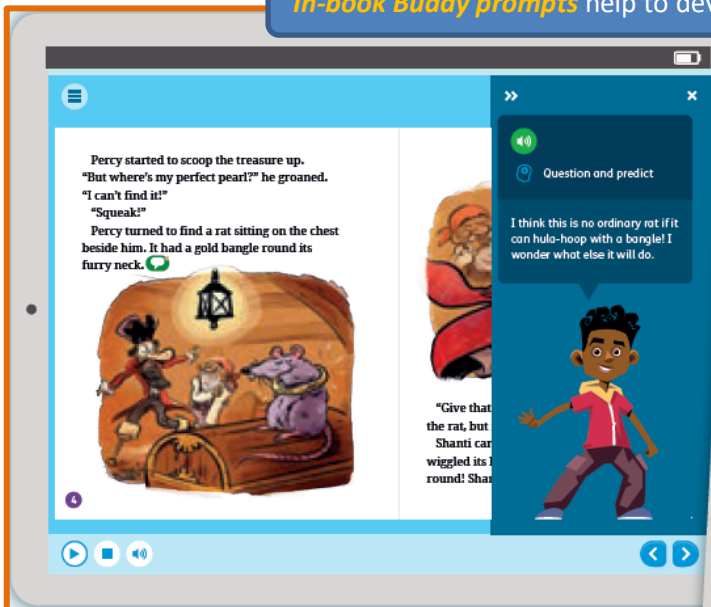 In-book Buddy prompts help to dev
Percy started to scoop the treasure up.
"But where's my perfect pearl?" he groaned.
"I can't find it!"
"Squeak!"
Percy turned to find a rat sitting on the chest
beside him. It had a gold bangle round its
furry neck.
4
"Give that
the rat, but
Shanti car
wiggled its
round! Shar
Question and predict
I think this is no ordinary rat if it
can hula-hoop with a bangle! I
wonder what else it will do.